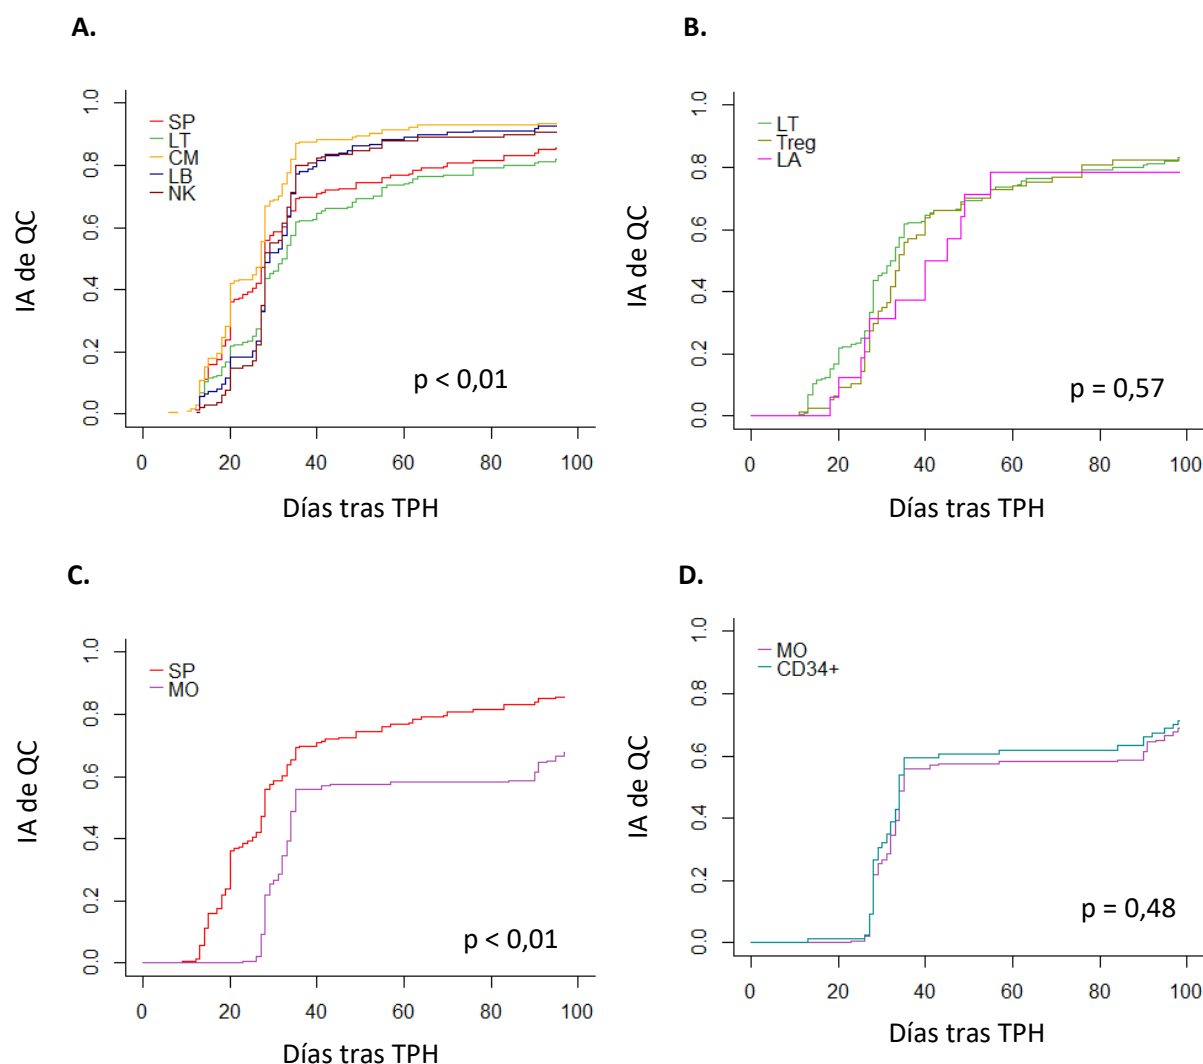 A.
IA de QC
1.0
0.8
0.6
0.4
0.2
0.0
SP
LT
CM
LB
NK
p < 0,01
0 20 40 60 80 100
Días tras TPH
B.
IA de QC
1.0
0.8
0.6
0.4
0.2
0.0
LT
Treg
LA
p = 0,57
0 20 40 60 80 100
Días tras TPH
C.
IA de QC
1.0
0.8
0.6
0.4
0.2
0.0
SP
MO
p < 0,01
0 20 40 60 80 100
Días tras TPH
D.
IA de QC
1.0
0.8
0.6
0.4
0.2
0.0
MO
CD34+
p = 0,48
0 20 40 60 80 100
Días tras TPH